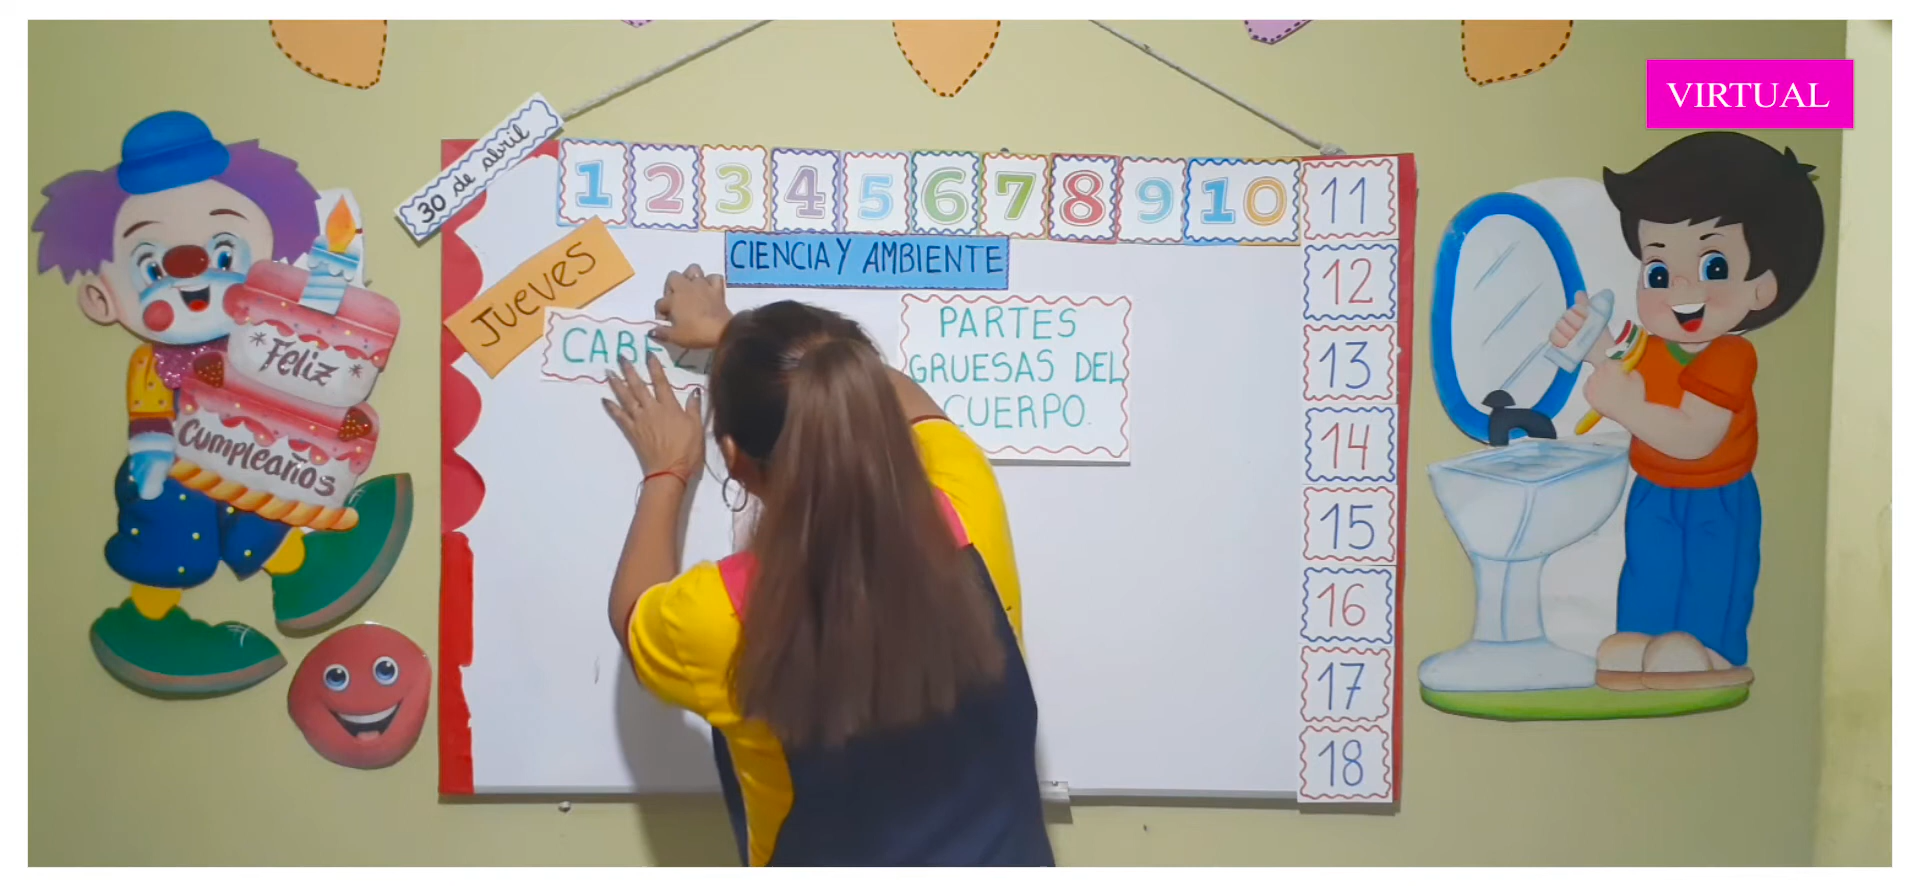 VIRTUAL
30 de abril
1 2 3 4 5 6 7 8 9 10 11
12
13
14
15
16
17
18
JUEVES
CIENCIA Y AMBIENTE
CABEZ
PARTES
GRUESAS DEL
CUERPO.
*Feliz*
Cumpleaños